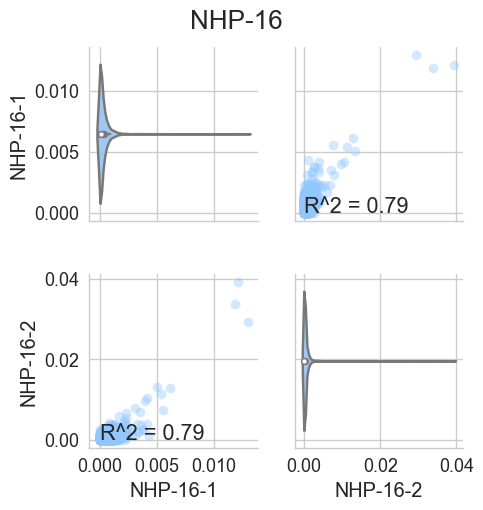 NHP-16
NHP-16-1
0.010
0.005
0.000
R^2 = 0.79
NHP-16-2
0.04
0.02
0.00
R^2 = 0.79
0.000 0.005 0.010
0.00 0.02 0.04
NHP-16-1
NHP-16-2